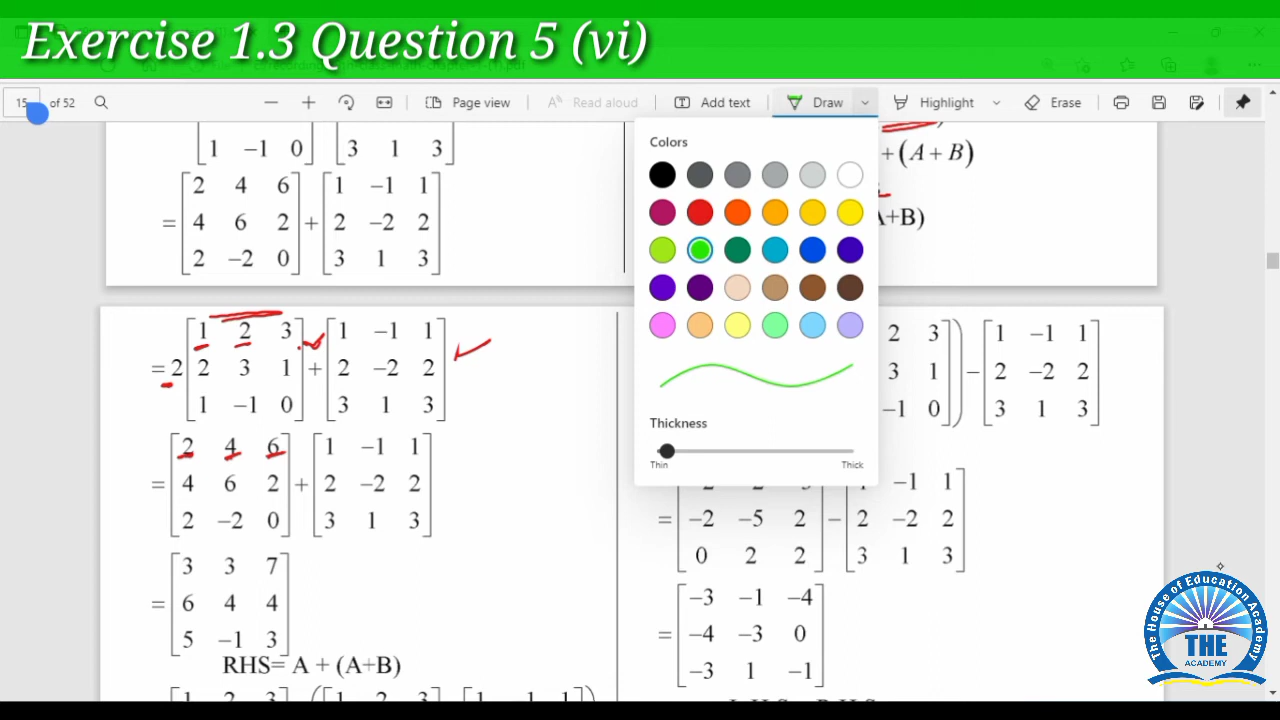 Exercise 1.3 Question 5 (vi)
15 of 52
Page view
Read aloud
Add text
Draw
Highlight
Erase
[1 −1 0] [3 1 3]
= [2 4 6] [1 −1 1]
[4 6 2] + [2 −2 2]
[2 −2 0] [3 1 3]
= 2 [1 2 3] [1 −1 1]
[2 3 1] + [2 −2 2]
[1 −1 0] [3 1 3]
= [2 4 6] [1 −1 1]
[4 6 2] + [2 −2 2]
[2 −2 0] [3 1 3]
= [3 3 7]
[6 4 4]
[5 −1 3]
RHS= A + (A+B)
Colors
Thickness
Thin Thick
+ (A + B)
A+B)
2 3]) [1 −1 1]
3 1] − [2 −2 2]
−1 0]) [3 1 3]
−1 1]
= [−2 −5 2] − [2 −2 2]
[0 2 2] [3 1 3]
= [−3 −1 −4]
[−4 −3 0]
[−3 1 −1]
The House of Education Academy
THE
ACADEMY